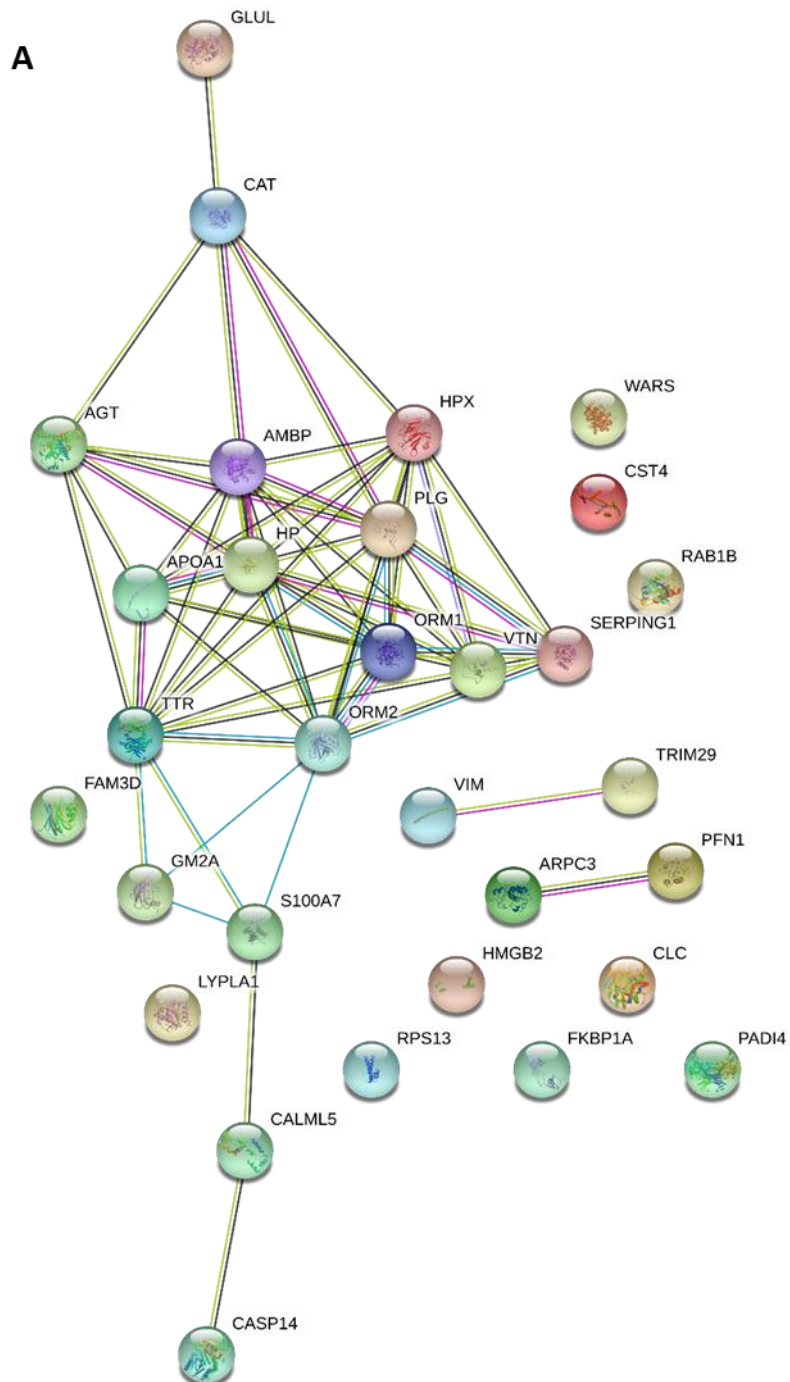 GLUL
A
CAT
HPX
WARS
AGT
AMBP
CST4
PLG
HP
RAB1B
APOA1
ORM1
SERPING1
VTN
TTR
ORM2
TRIM29
FAM3D
VIM
PFN1
GM2A
ARPC3
S100A7
HMGB2
CLC
LYPLA1
RPS13
FKBP1A
PADI4
CALML5
CASP14